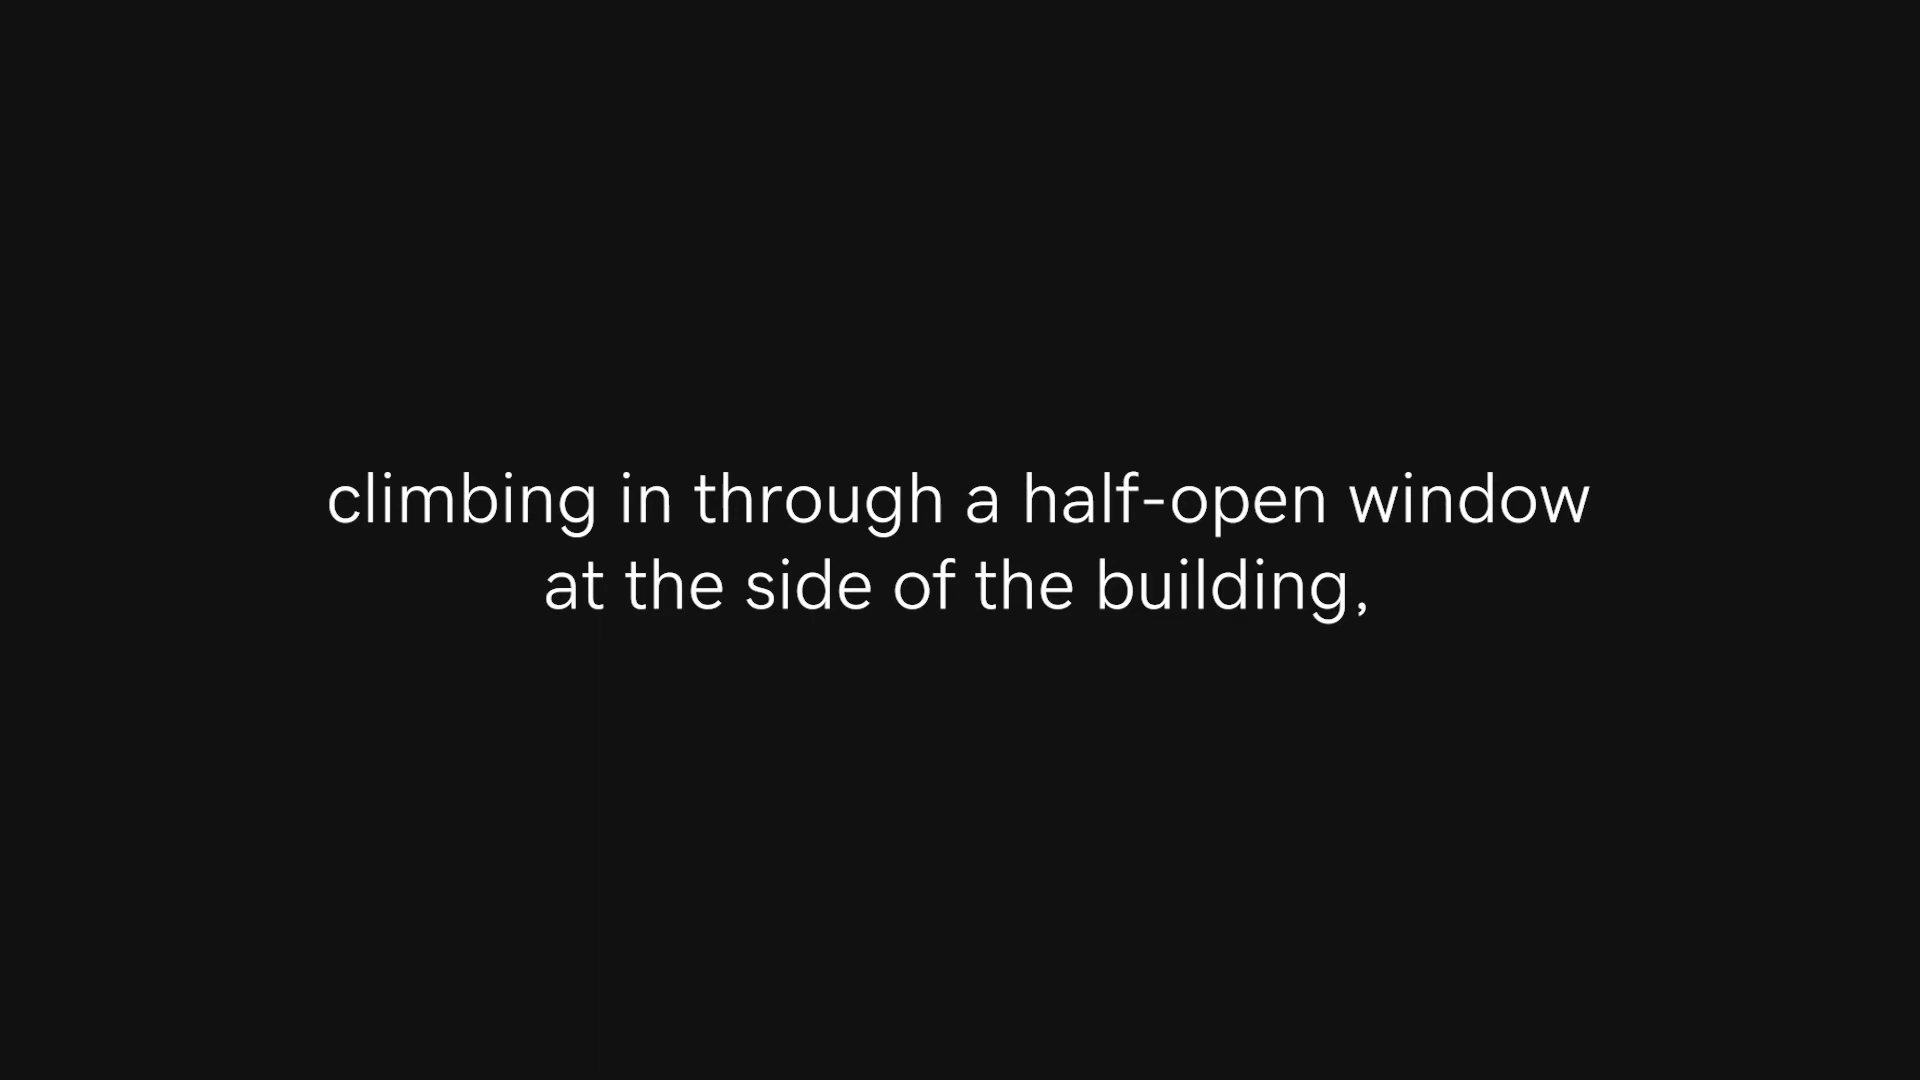 climbing in through a half-open window
at the side of the building,